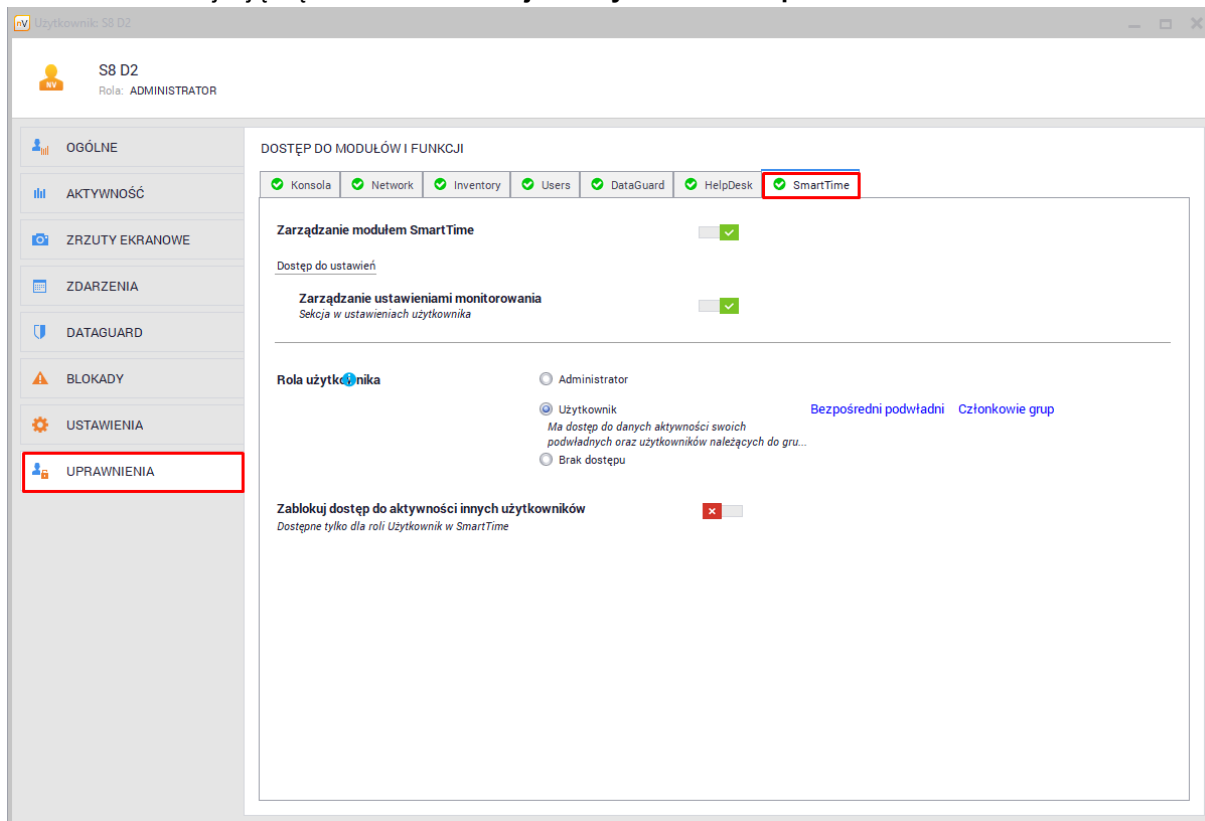 Użytkownik: S8 D2
S8 D2
Rola: ADMINISTRATOR
OGÓLNE
AKTYWNOŚĆ
ZRZUTY EKRANOWE
ZDARZENIA
DATAGUARD
BLOKADY
USTAWIENIA
UPRAWNIENIA
DOSTĘP DO MODUŁÓW I FUNKCJI
Konsola Network Inventory Users DataGuard HelpDesk SmartTime
Zarządzanie modułem SmartTime
Dostęp do ustawień
Zarządzanie ustawieniami monitorowania
Sekcja w ustawieniach użytkownika
Rola użytkownika
Administrator
Użytkownik Bezpośredni podwładni Członkowie grup
Ma dostęp do danych aktywności swoich
podwładnych oraz użytkowników należących do gru...
Brak dostępu
Zablokuj dostęp do aktywności innych użytkowników
Dostępne tylko dla roli Użytkownik w SmartTime